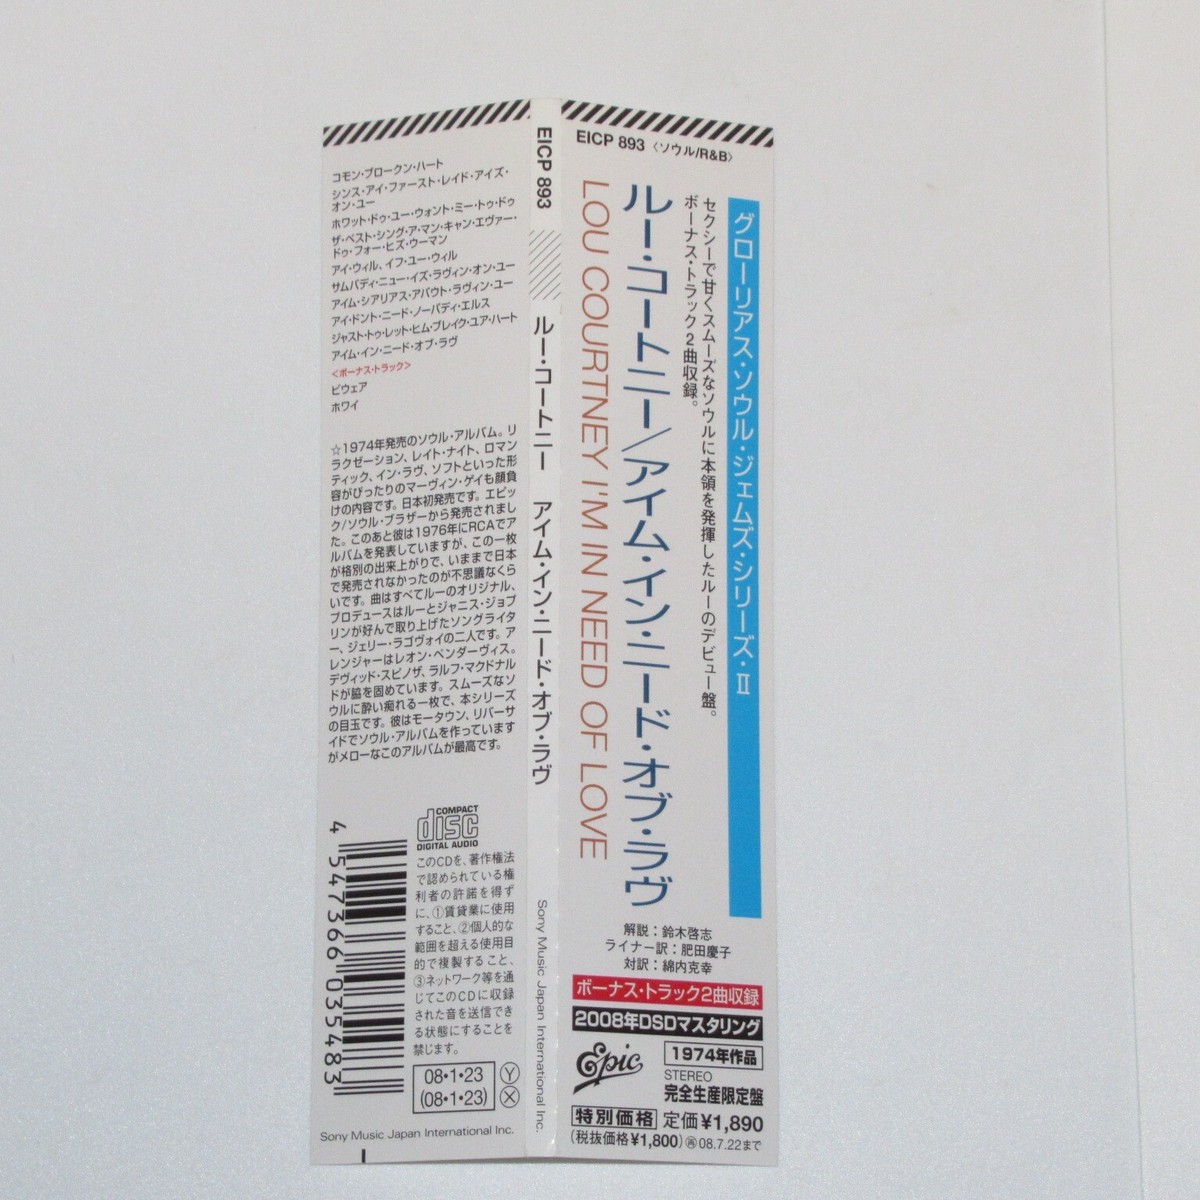 コモン・ブロークン・ハート
シンス・アイ・ファースト・レイド・アイズ・
オン・ユー
ホワット・ドゥ・ユー・ウォント・ミー・トゥ・ドゥ
ザ・ベスト・シング・ア・マン・キャン・エヴァー・
ドゥ・フォー・ヒズ・ウーマン
アイ・ウィル、イフ・ユー・ウィル
サムバディ・ニュー・イズ・ラヴィン・オン・ユー
アイム・シアリアス・アバウト・ラヴィン・ユー
アイ・ドント・ニード・ノーバディ・エルス
ジャスト・トゥ・レット・ヒム・ブレイク・ユア・ハート
アイム・イン・ニード・オブ・ラヴ
<ボーナス・トラック>
ビウェア
ホワイ
☆1974年発売のソウル・アルバム。リ
ラクゼーション、レイト・ナイト、ロマン
ティック、イン・ラヴ、ソフトといった形
容がぴったりのマーヴィン・ゲイも顔負
けの内容です。日本初発売です。エピッ
ク/ソウル・ブラザーから発売されまし
た。このあと彼は1976年にRCAでア
ルバムを発表していますが、この一枚
が格別の出来上がりで、いままで日本
で発売されなかったのが不思議なくら
いです。曲はすべてルーのオリジナル、
プロデュースはルーとジャニス・ジョプ
リンが好んで取り上げたソングライタ
ー、ジェリー・ラゴヴォイの二人です。ア
レンジャーはレオン・ペンダーヴィス。
デヴィッド・スピノザ、ラルフ・マクドナル
ドが脇を固めています。スムーズなソ
ウルに酔い痴れる一枚で、本シリーズ
の目玉です。彼はモータウン、リバーサ
イドでソウル・アルバムを作っています
がメローなこのアルバムが最高です。
4 547366 035483
COMPACT
disc
DIGITAL AUDIO
このCDを、著作権法
で認められている権
利者の許諾を得ず
に、①賃貸業に使用
すること、②個人的な
範囲を超える使用目
的で複製すること、
③ネットワーク等を通
じてこのCDに収録
された音を送信でき
る状態にすることを
禁じます。
08・1・23 Ⓨ
(08・1・23) Ⓧ
Sony Music Japan International Inc.
EICP 893
ルー・コートニー アイム・イン・ニード・オブ・ラヴ
Sony Music Japan International Inc.
EICP 893 〈ソウル/R&B〉
グローリアス・ソウル・ジェムズ・シリーズ・II
セクシーで甘くスムーズなソウルに本領を発揮したルーのデビュー盤。
ボーナス・トラック2曲収録。
ルー・コートニー/アイム・イン・ニード・オブ・ラヴ
LOU COURTNEY I'M IN NEED OF LOVE
解説：鈴木啓志
ライナー訳：肥田慶子
対訳：綿内克幸
ボーナス・トラック2曲収録
2008年DSDマスタリング
Epic
1974年作品
STEREO
完全生産限定盤
特別価格 定価¥1,890
(税抜価格¥1,800) ㊢08.7.22まで